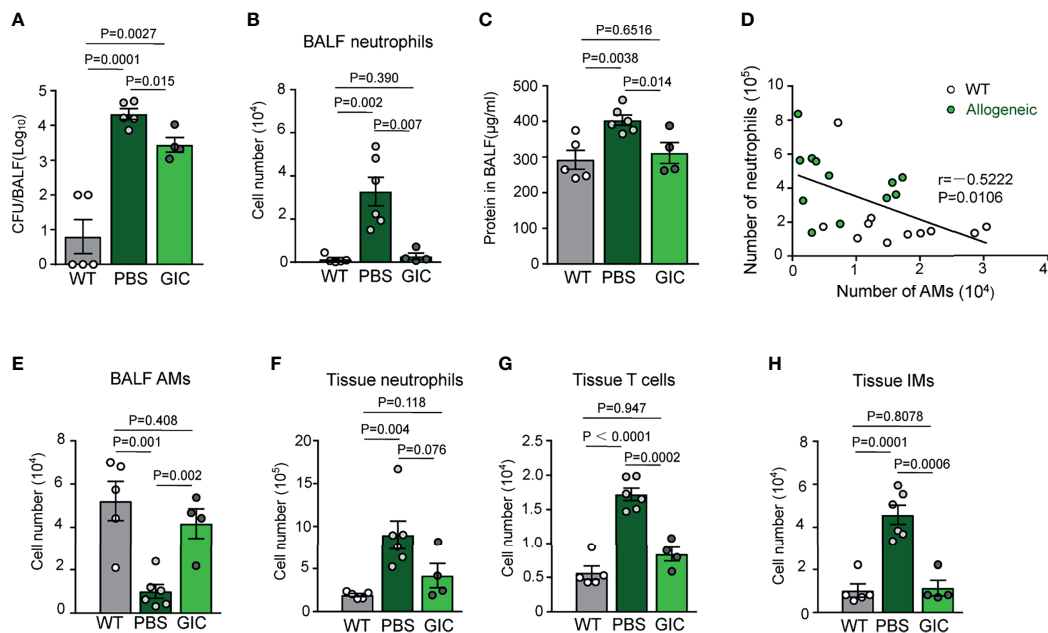 A
P=0.0027
P=0.0001
P=0.015
CFU/BALF(Log10)
5
4
3
2
1
0
WT PBS GIC
B
BALF neutrophils
P=0.390
P=0.002
P=0.007
Cell number (10⁴)
8
6
4
2
0
WT PBS GIC
C
P=0.6516
P=0.0038
P=0.014
Protein in BALF(μg/ml)
500
400
300
200
100
0
WT PBS GIC
D
WT
Allogeneic
r=−0.5222
P=0.0106
Number of neutrophils (10⁵)
10
8
6
4
2
0
0 1 2 3 4
Number of AMs (10⁴)
E
BALF AMs
P=0.408
P=0.001
P=0.002
Cell number (10⁴)
8
6
4
2
0
WT PBS GIC
F
Tissue neutrophils
P=0.118
P=0.004
P=0.076
Cell number (10⁵)
20
15
10
5
0
WT PBS GIC
G
Tissue T cells
P=0.947
P < 0.0001
P=0.0002
Cell number (10⁴)
2.5
2.0
1.5
1.0
0.5
0
WT PBS GIC
H
Tissue IMs
P=0.8078
P=0.0001
P=0.0006
Cell number (10⁴)
8
6
4
2
0
WT PBS GIC